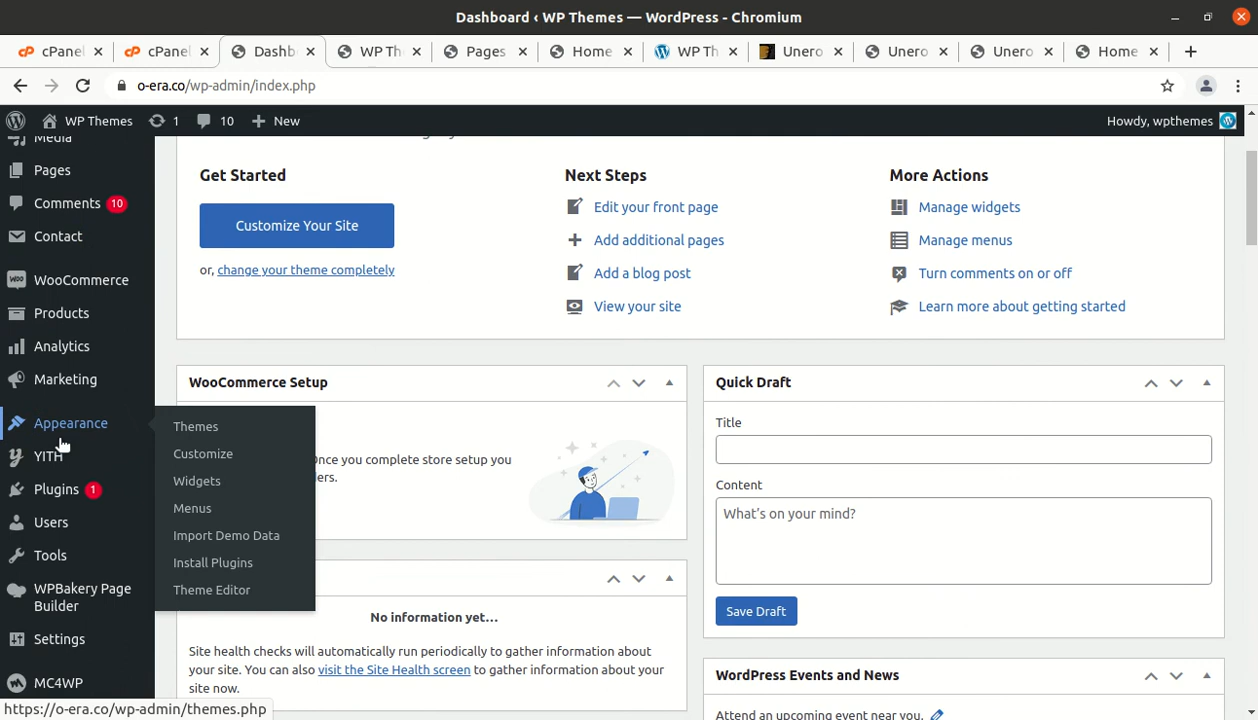 Dashboard ‹ WP Themes — WordPress - Chromium
cPanel
cPanel
Dashb
WP Th
Pages
Home
WP Th
Unero
Unero
Unero
Home
o-era.co/wp-admin/index.php
WP Themes
1
10
New
Howdy, wpthemes
Media
Pages
Comments 10
Contact
WooCommerce
Products
Analytics
Marketing
Appearance
YITH
Plugins 1
Users
Tools
WPBakery Page
Builder
Settings
MC4WP
Themes
Customize
Widgets
Menus
Import Demo Data
Install Plugins
Theme Editor
Get Started
Customize Your Site
or, change your theme completely
Next Steps
Edit your front page
Add additional pages
Add a blog post
View your site
More Actions
Manage widgets
Manage menus
Turn comments on or off
Learn more about getting started
WooCommerce Setup
Once you complete store setup you
No information yet…
Site health checks will automatically run periodically to gather information about
your site. You can also visit the Site Health screen to gather information about your
site now.
Quick Draft
Title
Content
What's on your mind?
Save Draft
WordPress Events and News
Attend an upcoming event near you.
https://o-era.co/wp-admin/themes.php